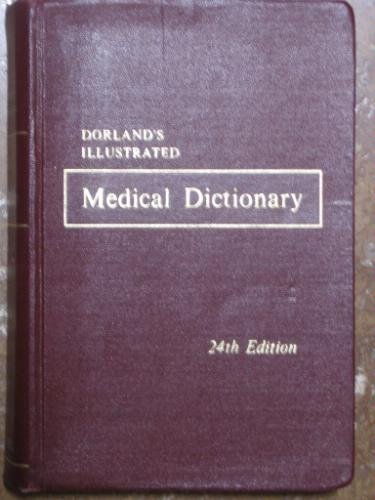 DORLAND'S
ILLUSTRATED
Medical Dictionary
24th Edition